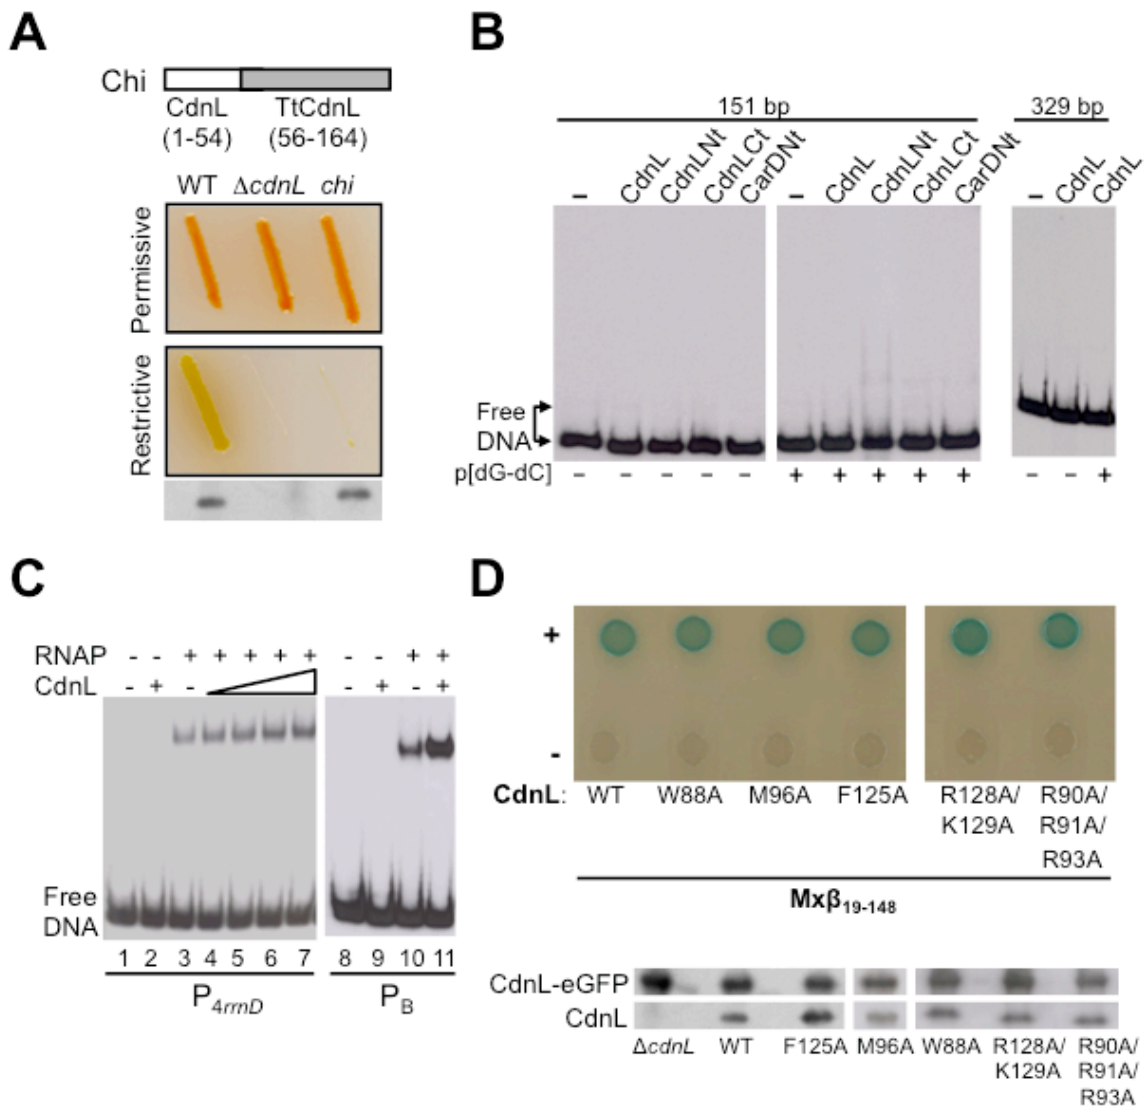 A
Chi
CdnL TtCdnL
(1-54) (56-164)
WT ΔcdnL chi
Permissive
Restrictive
B
151 bp 329 bp
– CdnL CdnLNt CdnLCt CarDNt – CdnL CdnLNt CdnLCt CarDNt – CdnL CdnL
Free
DNA
p[dG-dC] – – – – – + + + + + – – +
C
RNAP - - + + + + + - - + +
CdnL - + - - + - +
Free
DNA
1 2 3 4 5 6 7 8 9 10 11
P4rrnD PB
D
+
-
CdnL: WT W88A M96A F125A R128A/ R90A/
K129A R91A/
R93A
Mxβ19-148
CdnL-eGFP
CdnL
ΔcdnL WT F125A M96A W88A R128A/ R90A/
K129A R91A/
R93A